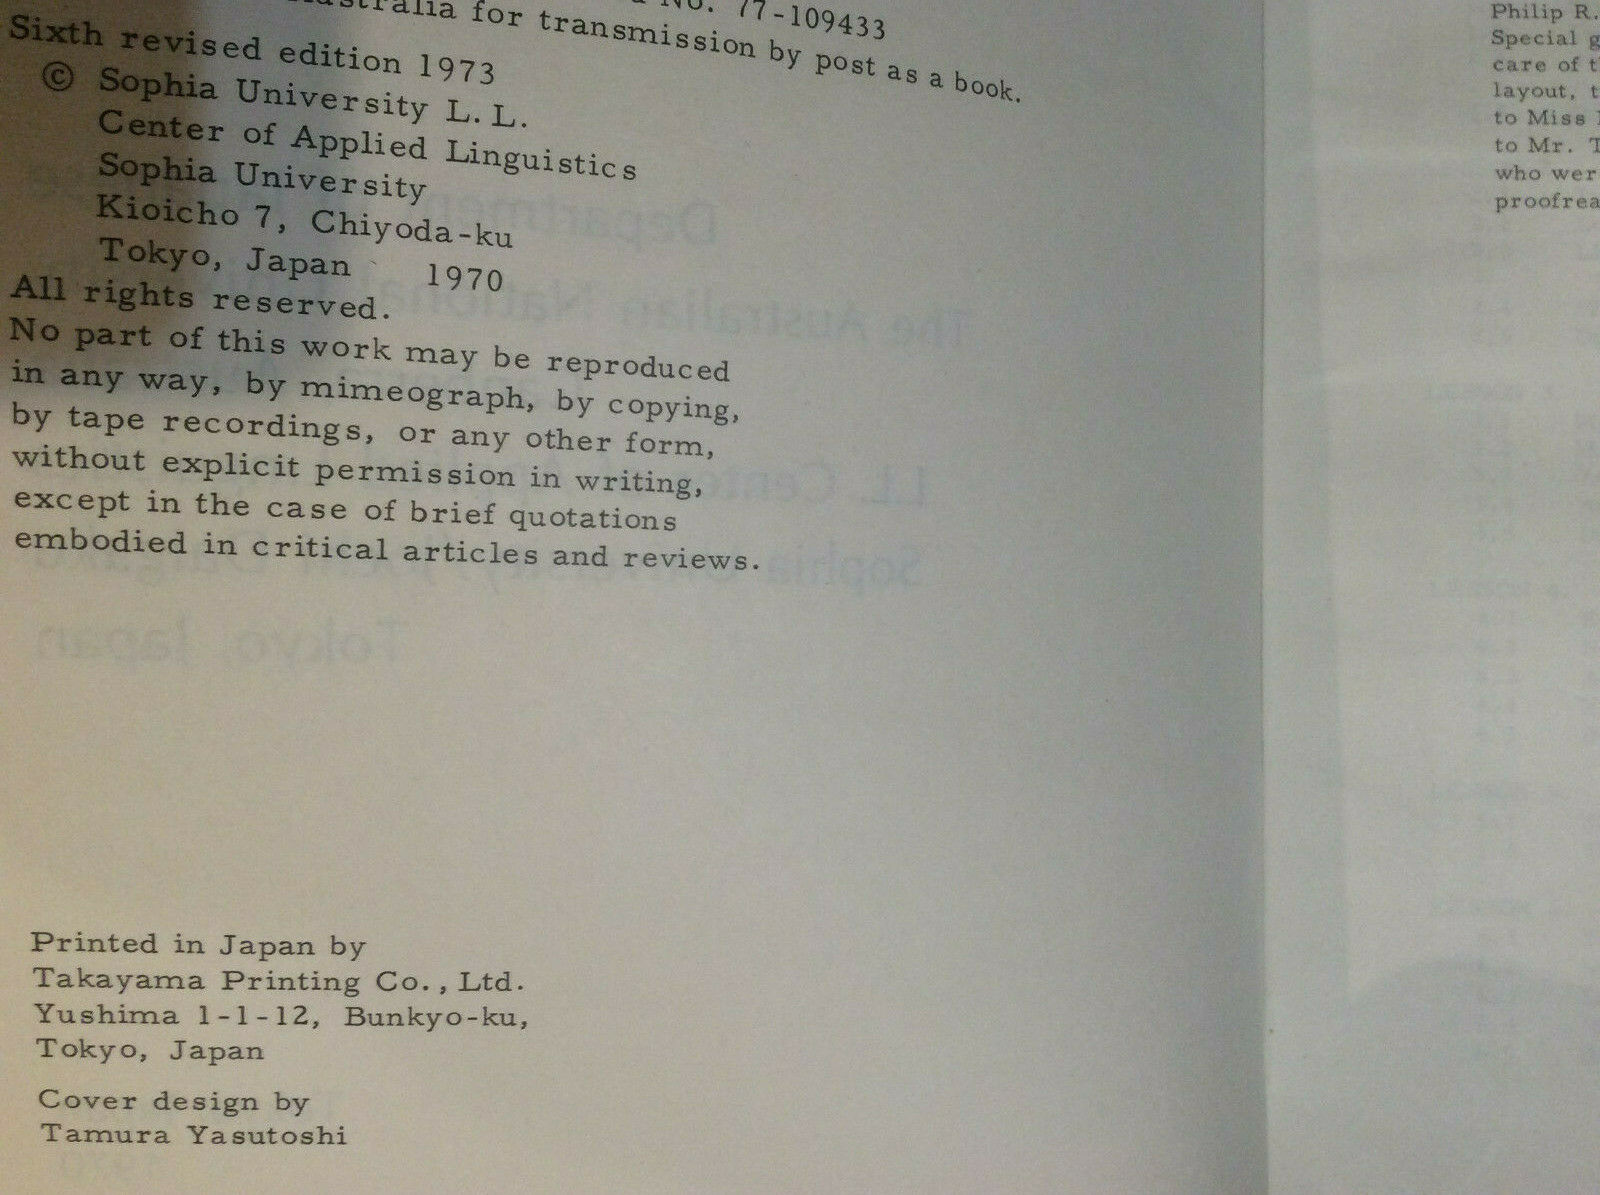 No. 77-109433
for transmission by post as a book.
Sixth revised edition 1973
© Sophia University L. L.
Center of Applied Linguistics
Sophia University
Kioicho 7, Chiyoda-ku
Tokyo, Japan 1970
All rights reserved.
No part of this work may be reproduced
in any way, by mimeograph, by copying,
by tape recordings, or any other form,
without explicit permission in writing,
except in the case of brief quotations
embodied in critical articles and reviews.
Printed in Japan by
Takayama Printing Co., Ltd.
Yushima 1-1-12, Bunkyo-ku,
Tokyo, Japan
Cover design by
Tamura Yasutoshi
Philip R.
Special
care of
layout,
to Miss
to Mr.
who